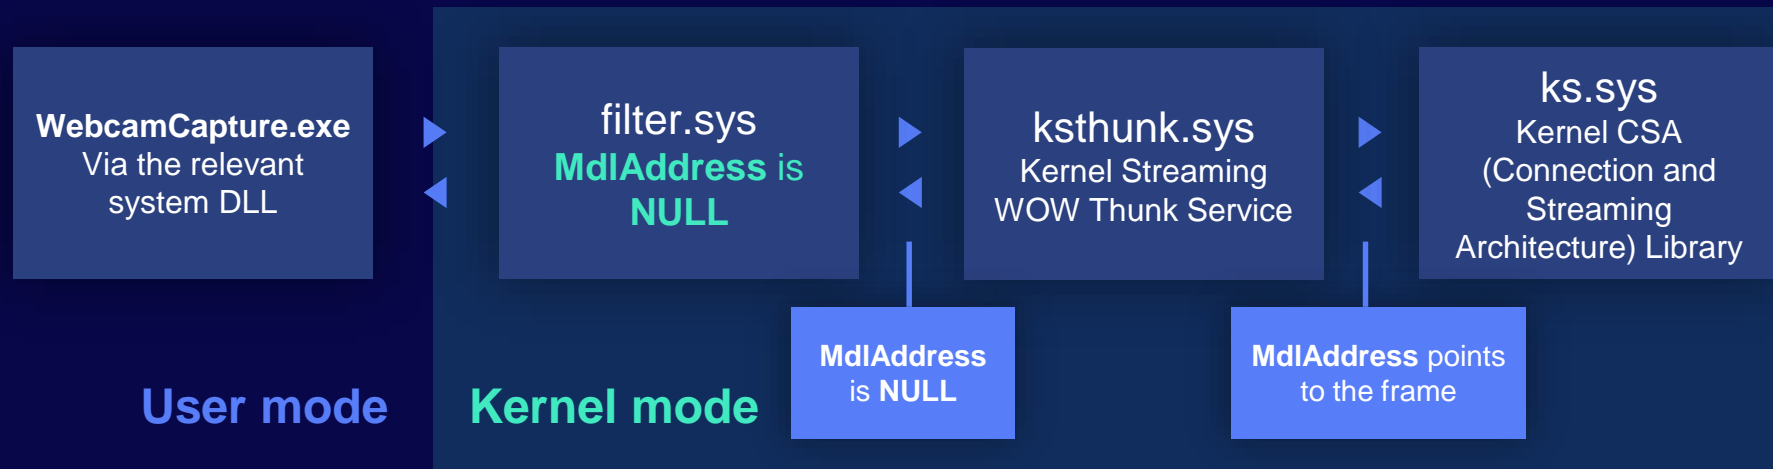 WebcamCapture.exe
Via the relevant
system DLL
filter.sys
MdlAddress is
NULL
ksthunk.sys
Kernel Streaming
WOW Thunk Service
ks.sys
Kernel CSA
(Connection and
Streaming
Architecture) Library
MdlAddress
is NULL
MdlAddress points
to the frame
User mode
Kernel mode